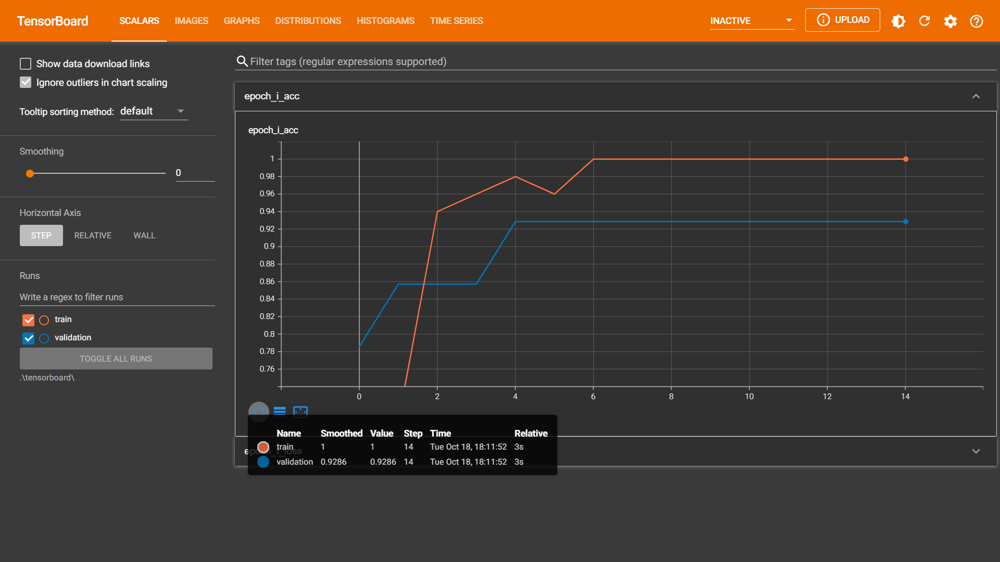 TensorBoard
SCALARS IMAGES GRAPHS DISTRIBUTIONS HISTOGRAMS TIME SERIES
INACTIVE
UPLOAD
Show data download links
Ignore outliers in chart scaling
Tooltip sorting method: default
Smoothing
0
Horizontal Axis
STEP RELATIVE WALL
Runs
Write a regex to filter runs
train
validation
TOGGLE ALL RUNS
.\tensorboard\
Filter tags (regular expressions supported)
epoch_i_acc
epoch_i_acc
1
0.98
0.96
0.94
0.92
0.9
0.88
0.86
0.84
0.82
0.8
0.78
0.76
0 2 4 6 8 10 12 14
Name Smoothed Value Step Time Relative
train 1 1 14 Tue Oct 18, 18:11:52 3s
validation 0.9286 0.9286 14 Tue Oct 18, 18:11:52 3s